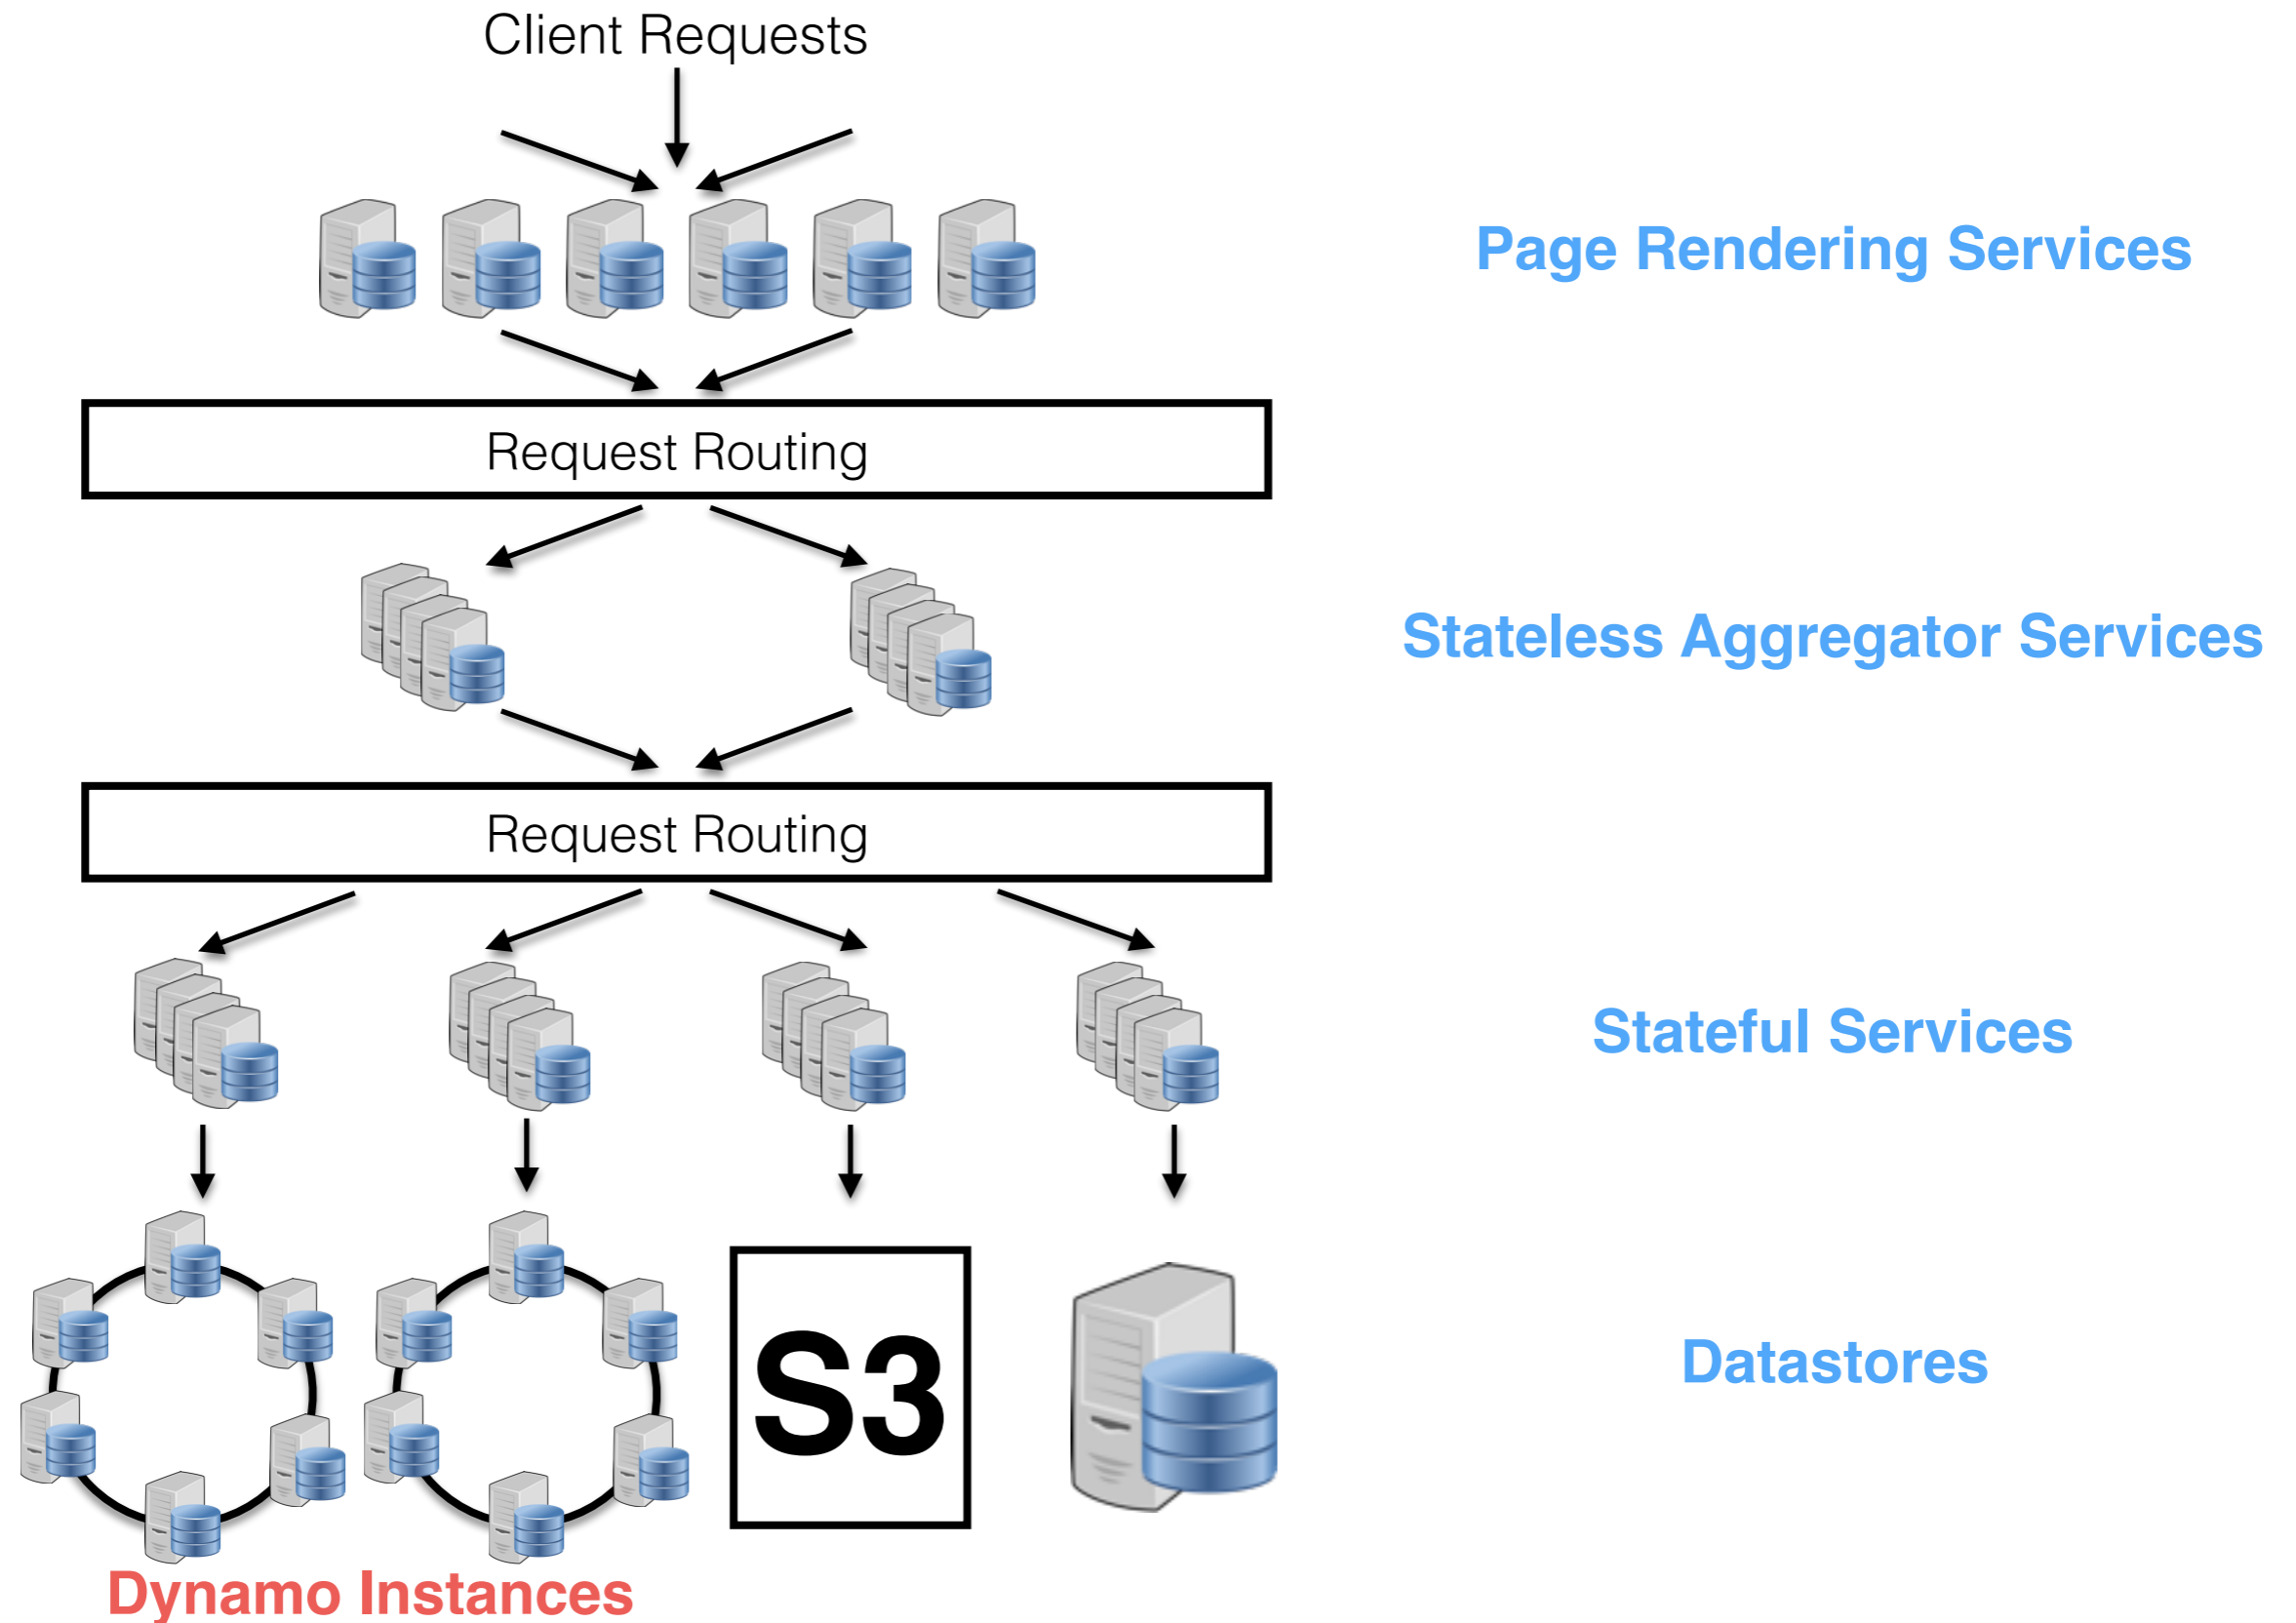 Client Requests
Page Rendering Services
Request Routing
Stateless Aggregator Services
Request Routing
Stateful Services
S3
Datastores
Dynamo Instances